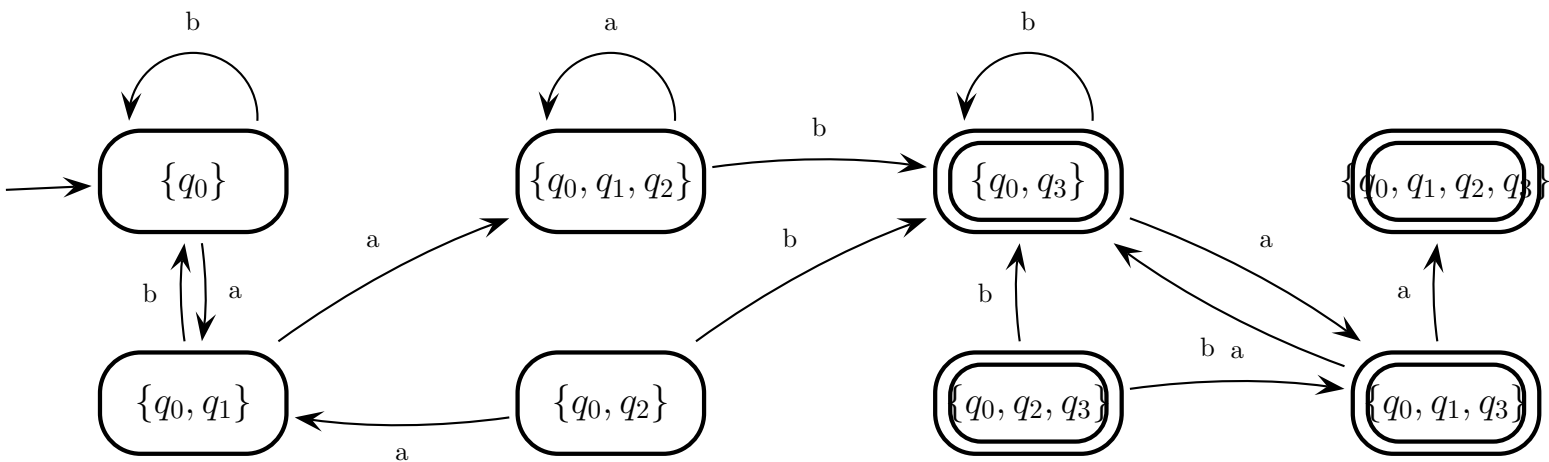 b a b
b
{q₀} {q₀, q₁, q₂} {q₀, q₃} {q₀, q₁, q₂, q₃}
a b a
b a b a
b a
{q₀, q₁} {q₀, q₂} {q₀, q₂, q₃} {q₀, q₁, q₃}
a